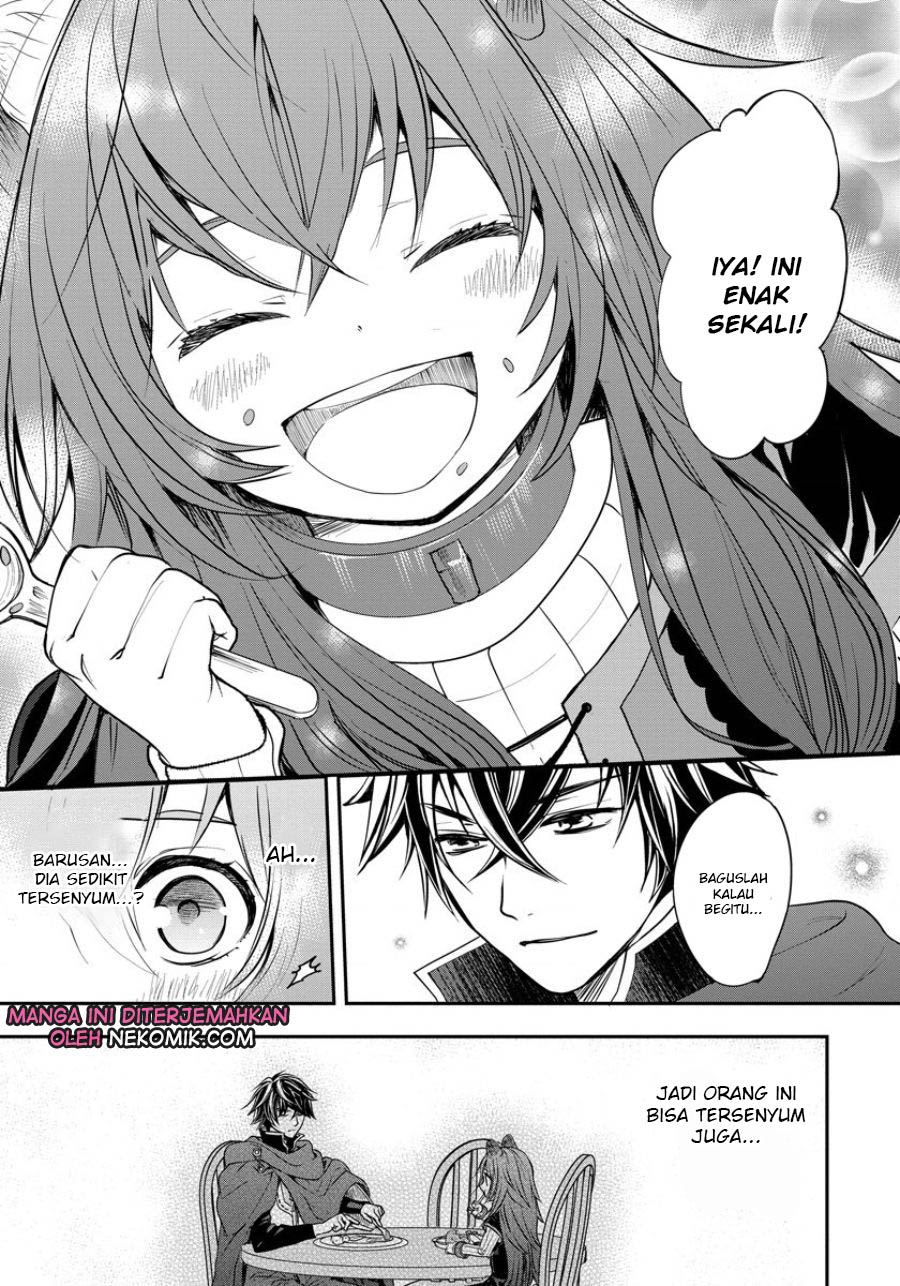 IYA! INI
ENAK
SEKALI!
BAGUSLAH
KALAU
BEGITU...
AH...
BARUSAN...
DIA SEDIKIT
TERSENYUM...?
MANGA INI DITERJEMAHKAN
OLEH NEKOMIK.COM
JADI ORANG INI
BISA TERSENYUM
JUGA...